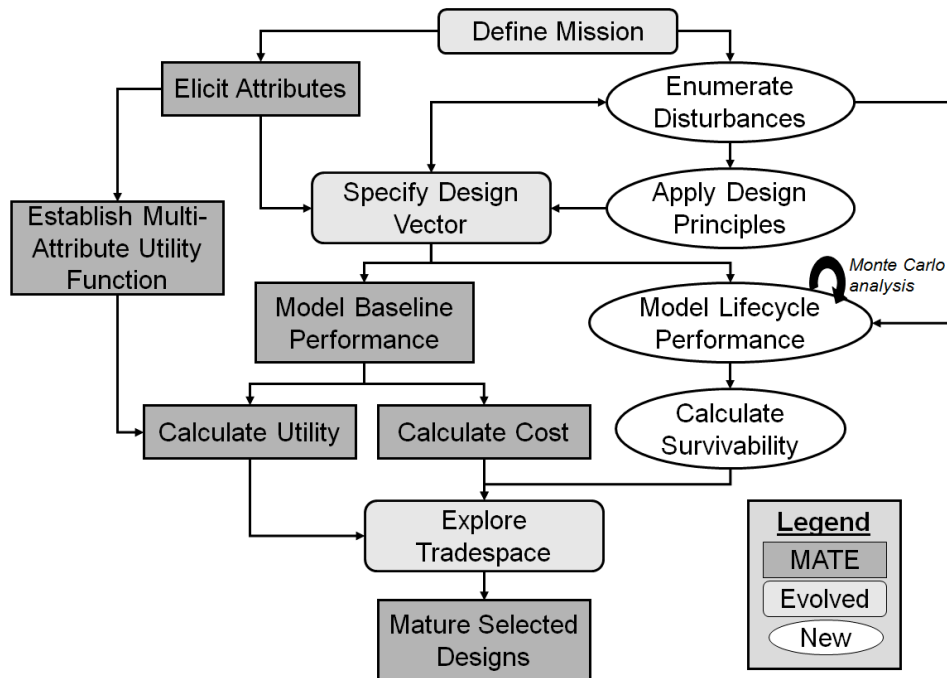 Define Mission
Elicit Attributes
Enumerate
Disturbances
Specify Design
Vector
Apply Design
Principles
Establish Multi-
Attribute Utility
Function
Monte Carlo
analysis
Model Baseline
Performance
Model Lifecycle
Performance
Calculate Utility
Calculate Cost
Calculate
Survivability
Explore
Tradespace
Mature Selected
Designs
Legend
MATE
Evolved
New